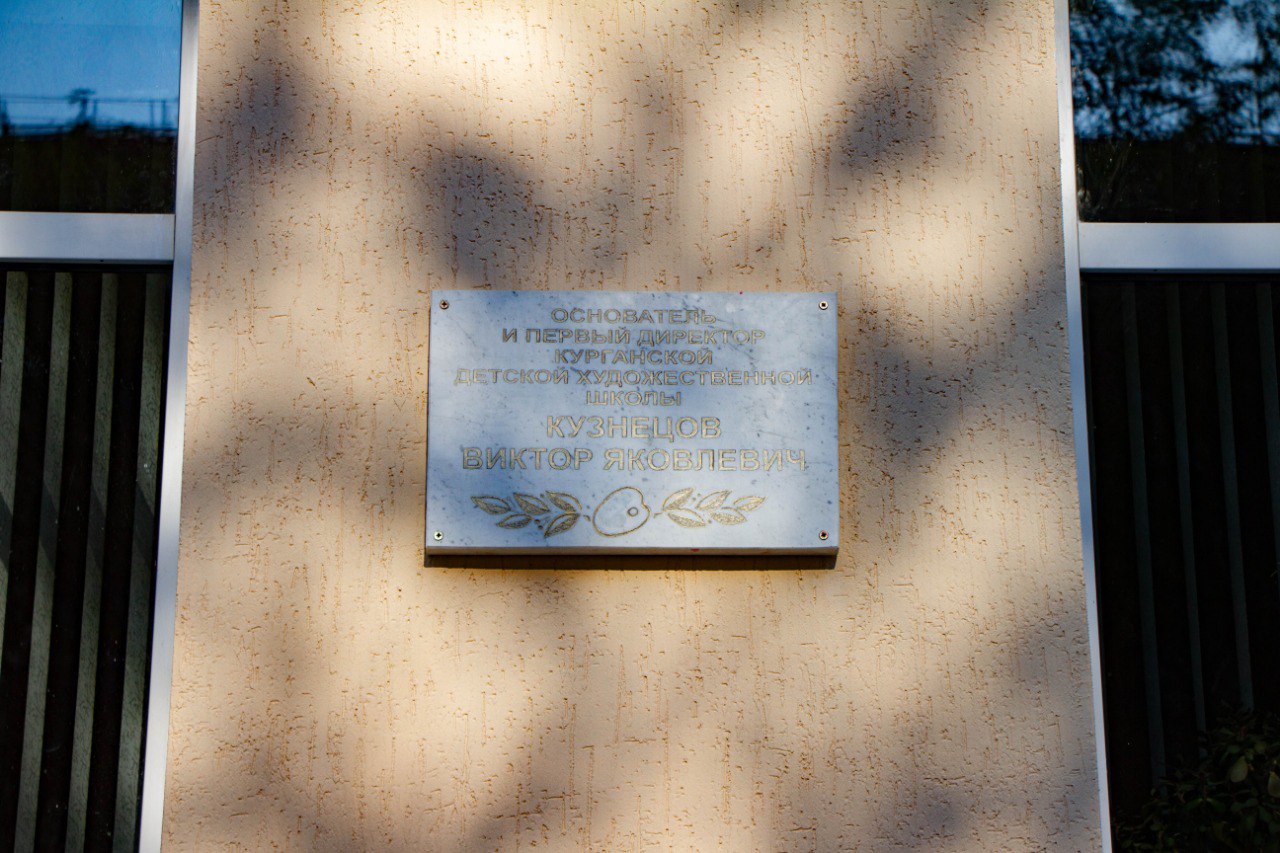 ОСНОВАТЕЛЬ
И ПЕРВЫЙ ДИРЕКТОР
КУРГАНСКОЙ
ДЕТСКОЙ ХУДОЖЕСТВЕННОЙ
ШКОЛЫ
КУЗНЕЦОВ
ВИКТОР ЯКОВЛЕВИЧ